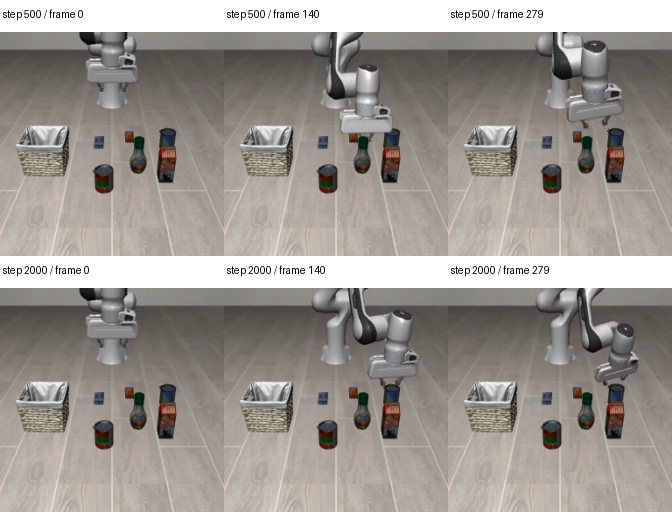 step 500 / frame 0
step 500 / frame 140
step 500 / frame 279
step 2000 / frame 0
step 2000 / frame 140
step 2000 / frame 279